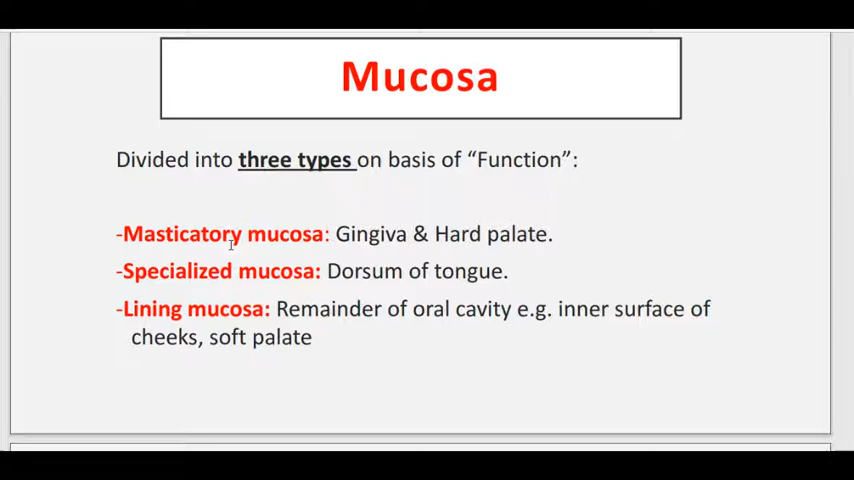 Mucosa
Divided into three types on basis of “Function”:
-Masticatory mucosa: Gingiva & Hard palate.
-Specialized mucosa: Dorsum of tongue.
-Lining mucosa: Remainder of oral cavity e.g. inner surface of
cheeks, soft palate